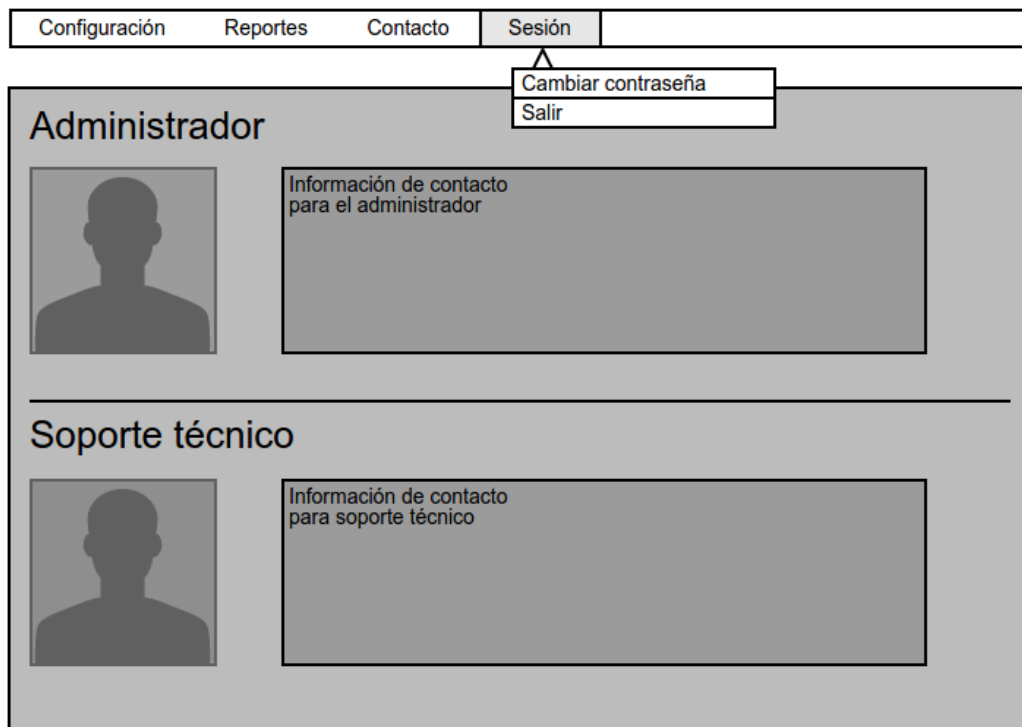 Configuración Reportes Contacto Sesión
Cambiar contraseña
Salir
Administrador
Información de contacto
para el administrador
Soporte técnico
Información de contacto
para soporte técnico